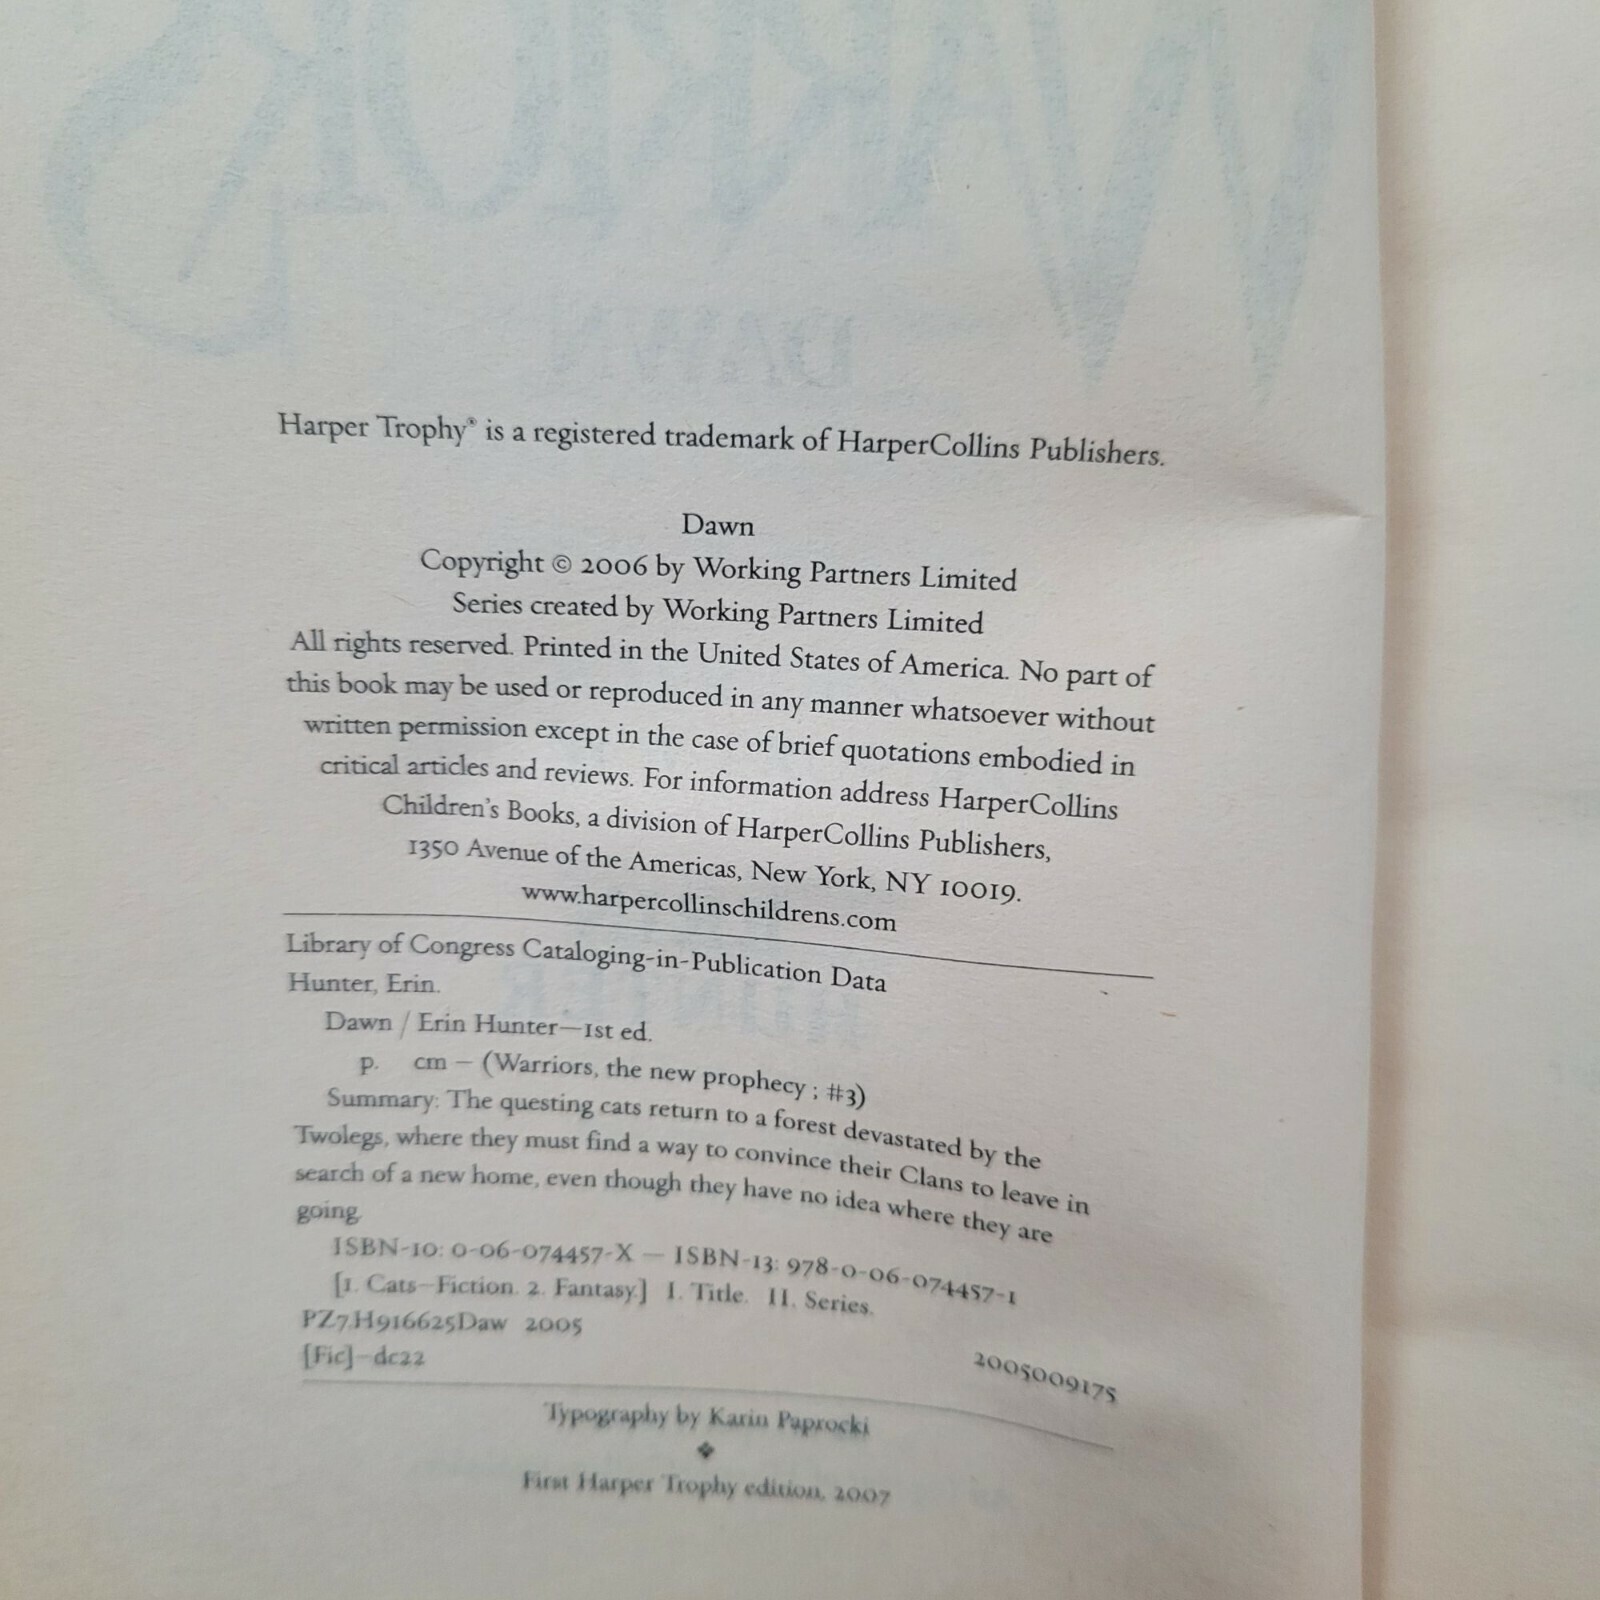 Harper Trophy® is a registered trademark of HarperCollins Publishers.
Dawn
Copyright © 2006 by Working Partners Limited
Series created by Working Partners Limited
All rights reserved. Printed in the United States of America. No part of
this book may be used or reproduced in any manner whatsoever without
written permission except in the case of brief quotations embodied in
critical articles and reviews. For information address HarperCollins
Children's Books, a division of HarperCollins Publishers,
1350 Avenue of the Americas, New York, NY 10019.
www.harpercollinschildrens.com
Library of Congress Cataloging-in-Publication Data
Hunter, Erin.
Dawn / Erin Hunter—1st ed.
p. cm — (Warriors, the new prophecy ; #3)
Summary: The questing cats return to a forest devastated by the
Twolegs, where they must find a way to convince their Clans to leave in
search of a new home, even though they have no idea where they are
going.
ISBN-10: 0-06-074457-X — ISBN-13: 978-0-06-074457-1
[1. Cats—Fiction. 2. Fantasy.] I. Title. II. Series.
PZ7.H916625Daw 2005
[Fic]—dc22
2005009175
Typography by Karin Paprocki
❖
First Harper Trophy edition, 2007